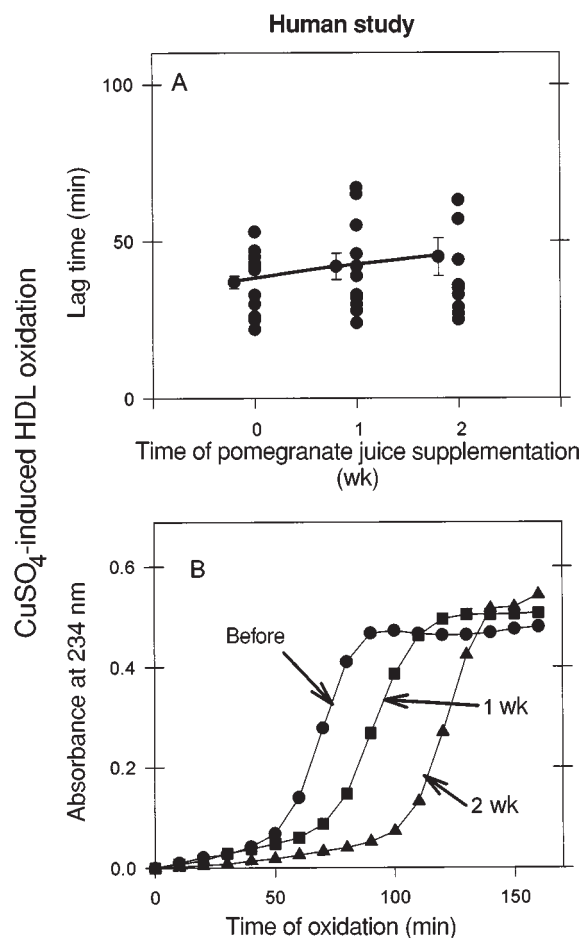 Human study
CuSO4-induced HDL oxidation
A
Lag time (min)
100
50
0
0 1 2
Time of pomegranate juice supplementation
(wk)
B
Absorbance at 234 nm
0.6
0.4
0.2
0.0
Before
1 wk
2 wk
0 50 100 150
Time of oxidation (min)